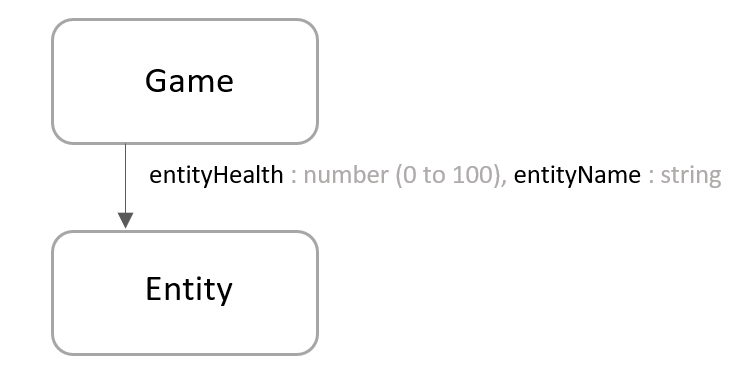 Game
entityHealth : number (0 to 100), entityName : string
Entity